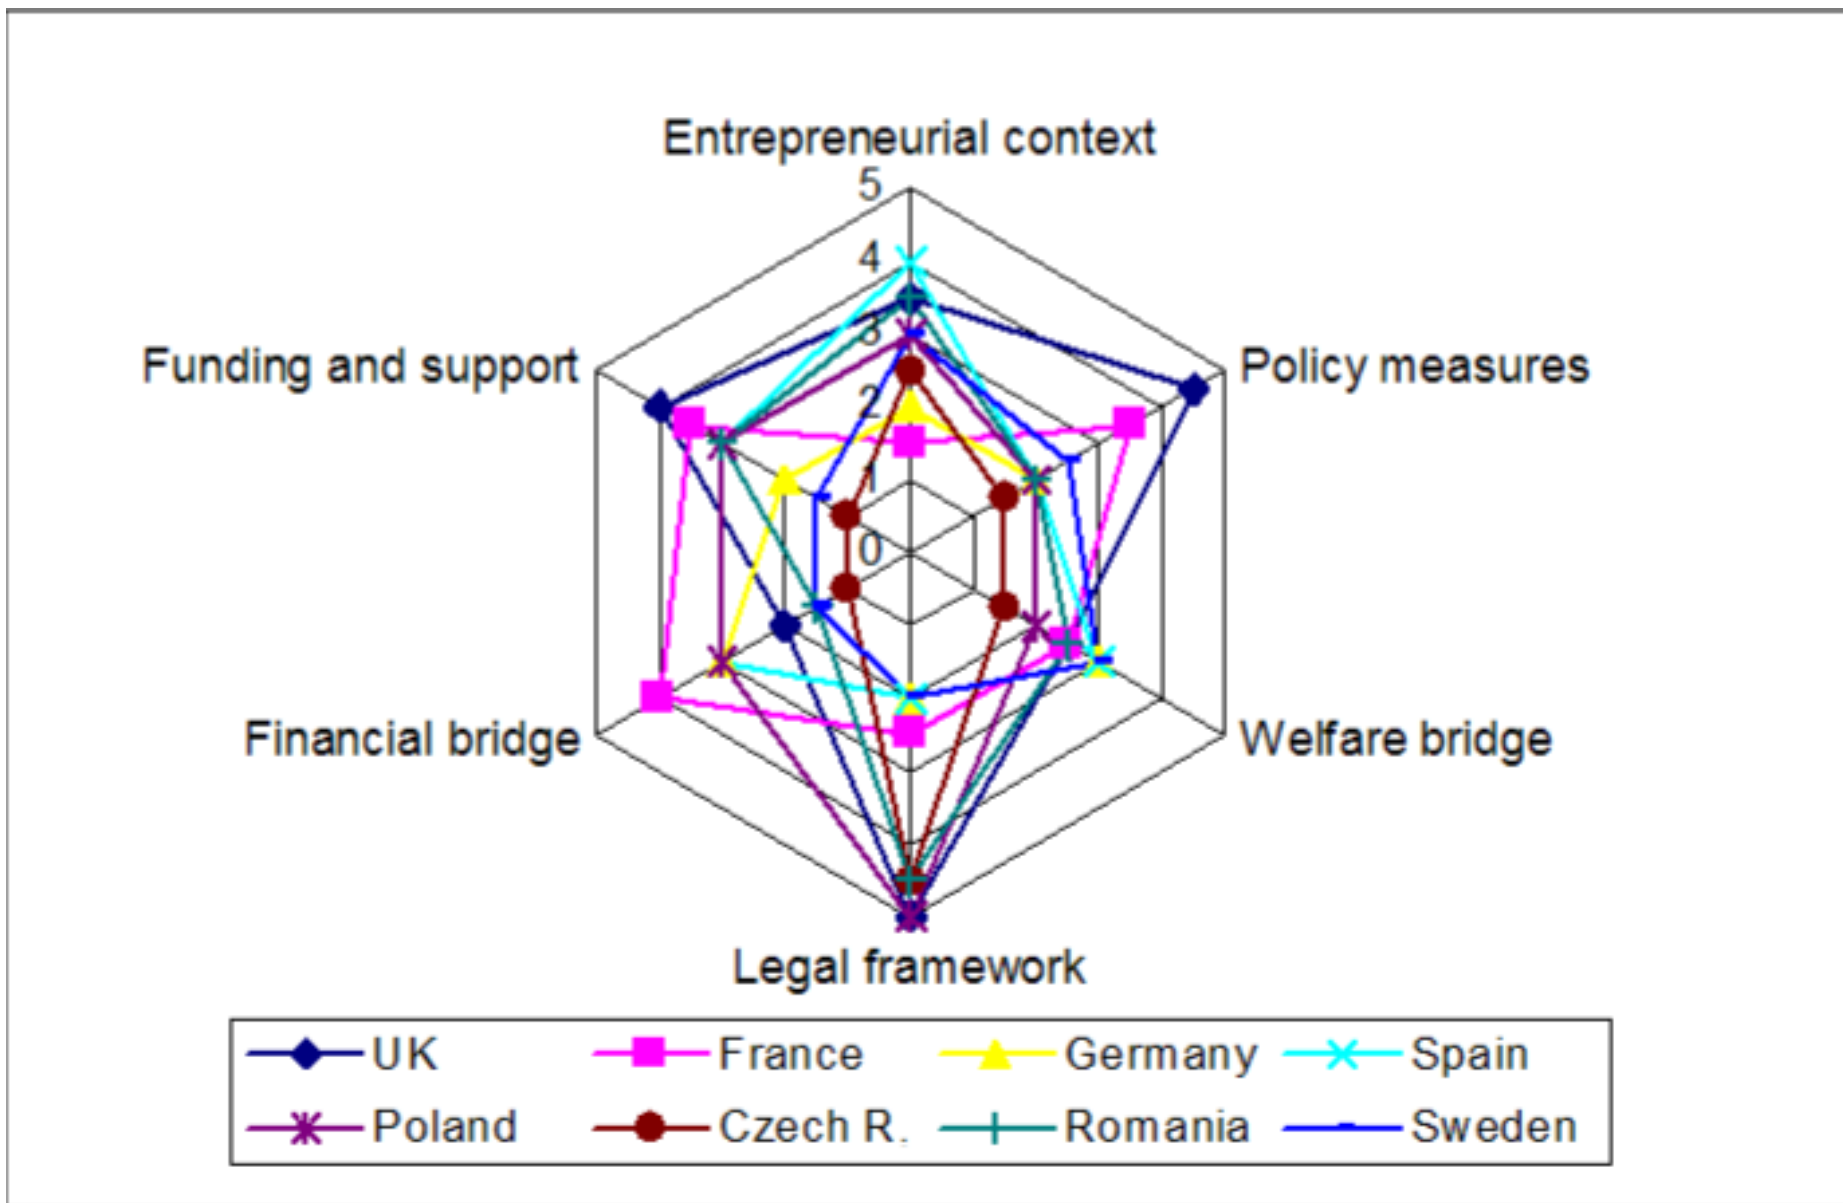 Entrepreneurial context
5
4
3
2
1
0
Funding and support
Policy measures
Financial bridge
Welfare bridge
Legal framework
UK France Germany Spain
Poland Czech R. Romania Sweden